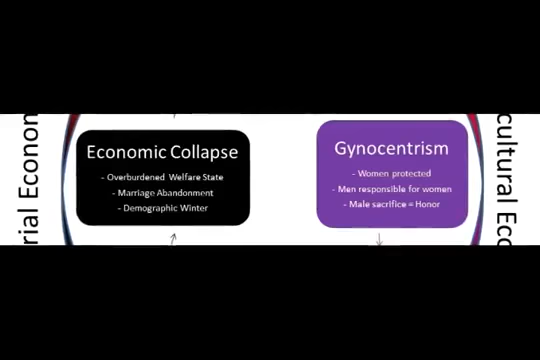 rial Econon
Economic Collapse
- Overburdened Welfare State
- Marriage Abandonment
- Demographic Winter
Gynocentrism
- Women protected
- Men responsible for women
- Male sacrifice = Honor
cultural Eco